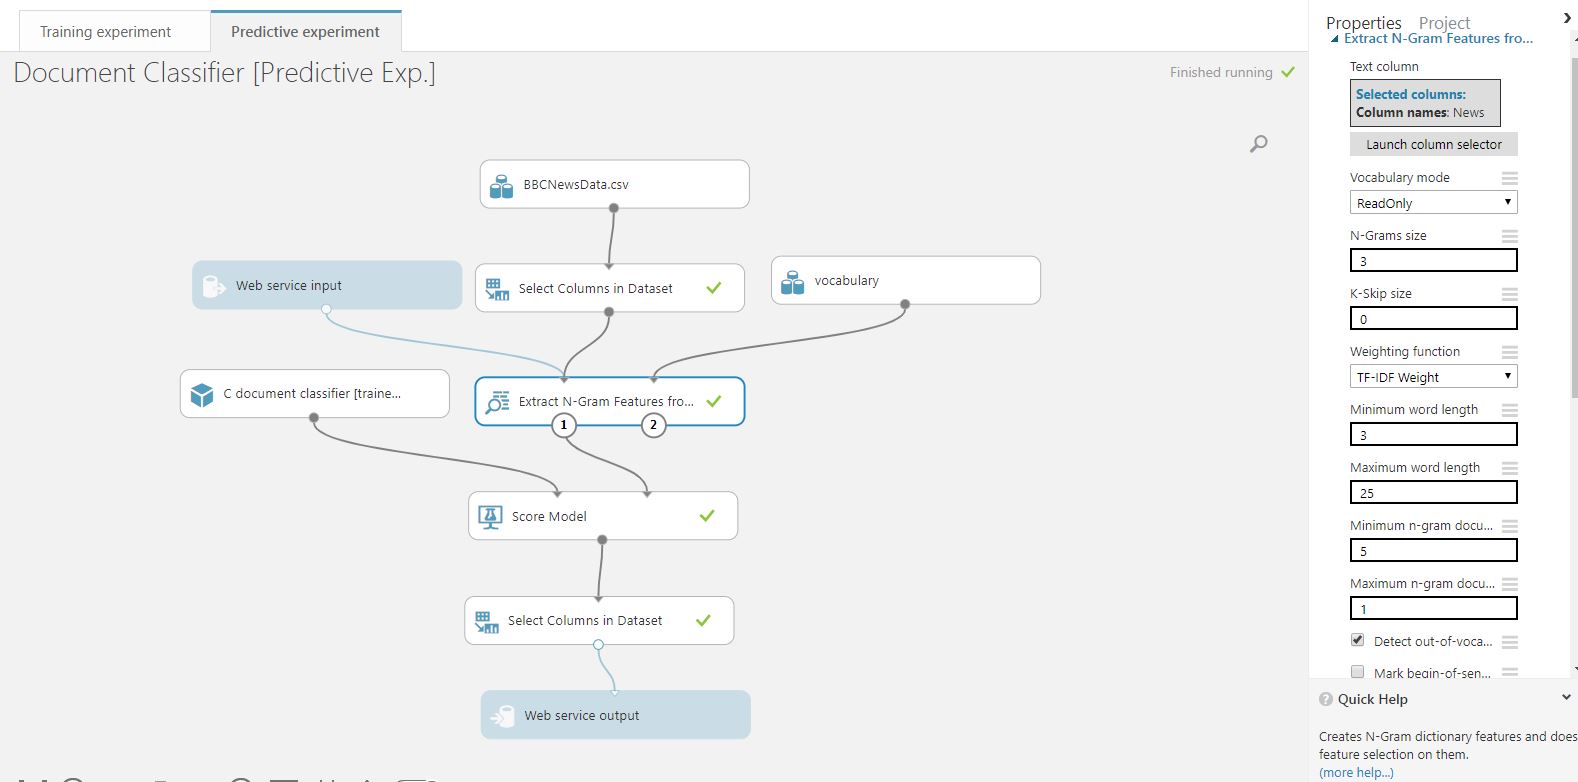 Training experiment
Predictive experiment
Document Classifier [Predictive Exp.]
Finished running
BBCNewsData.csv
Web service input
Select Columns in Dataset
vocabulary
C document classifier [traine...
Extract N-Gram Features fro...
1
2
Score Model
Select Columns in Dataset
Web service output
Properties Project
Extract N-Gram Features fro...
Text column
Selected columns:
Column names: News
Launch column selector
Vocabulary mode
ReadOnly
N-Grams size
3
K-Skip size
0
Weighting function
TF-IDF Weight
Minimum word length
3
Maximum word length
25
Minimum n-gram docu...
5
Maximum n-gram docu...
1
Detect out-of-voca...
Mark begin-of-sen...
Quick Help
Creates N-Gram dictionary features and does
feature selection on them.
(more help...)